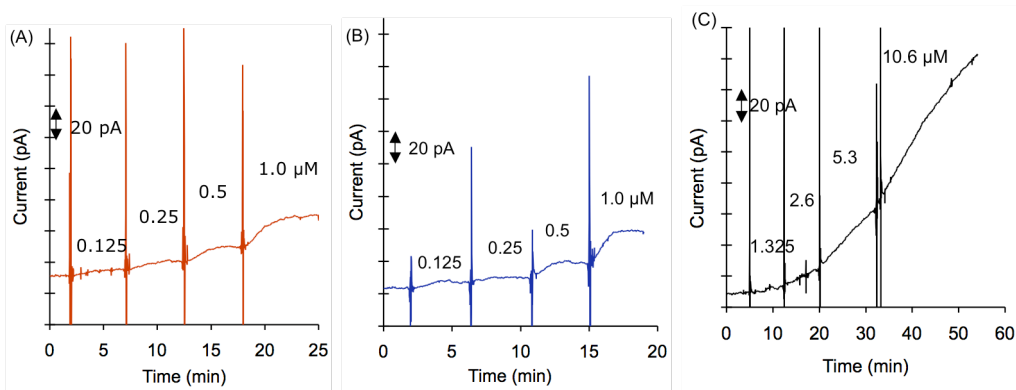 (A)
Current (pA)
20 pA
0.125
0.25
0.5
1.0 µM
0 5 10 15 20 25
Time (min)
(B)
Current (pA)
20 pA
0.125
0.25
0.5
1.0 µM
0 5 10 15 20
Time (min)
(C)
Current (pA)
20 pA
1.325
2.6
5.3
10.6 µM
0 10 20 30 40 50 60
Time (min)